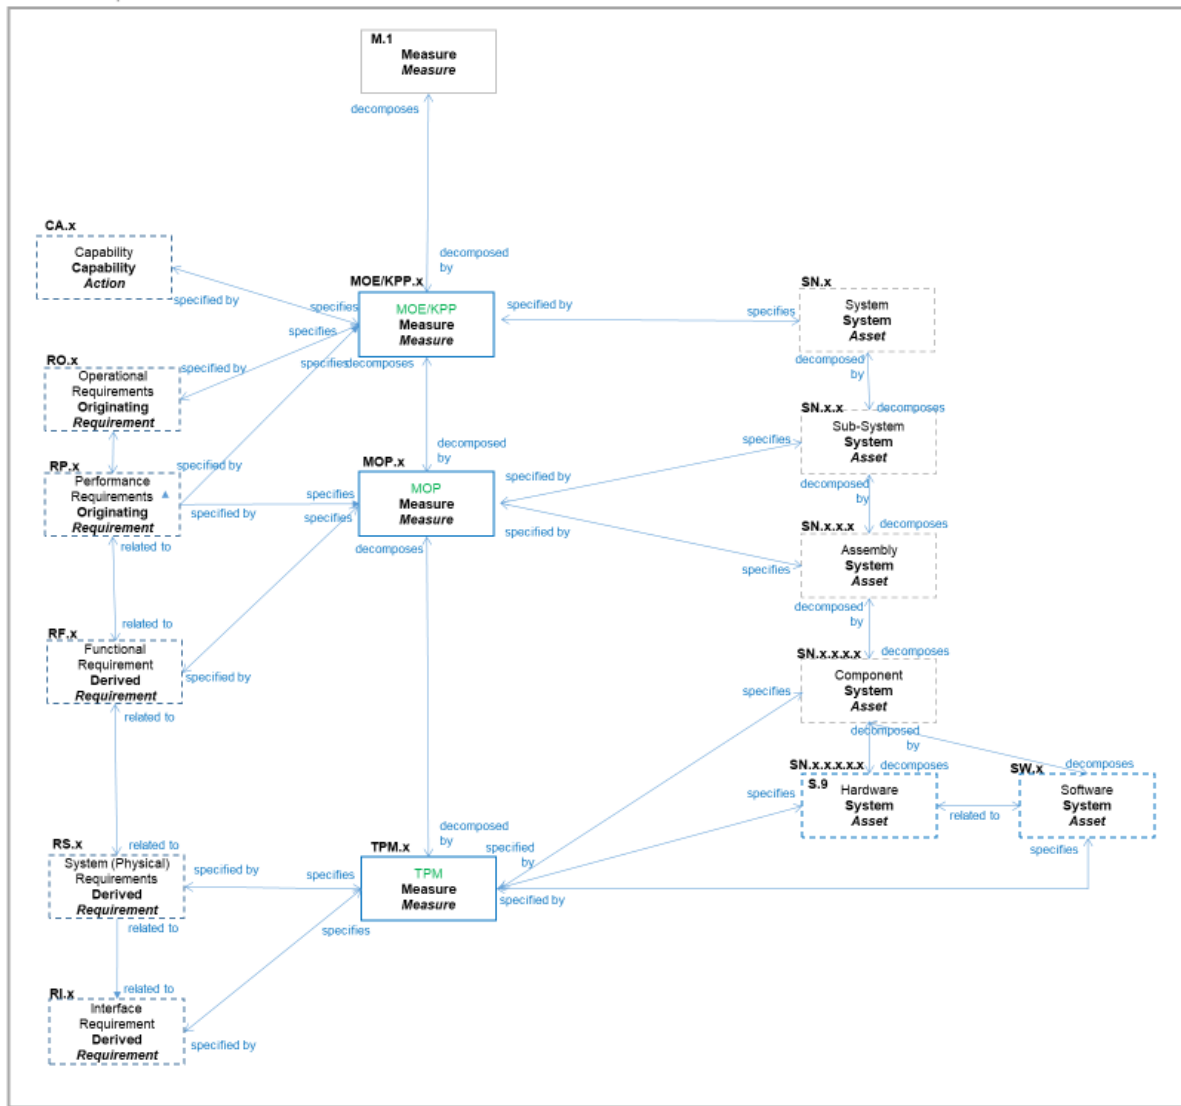 M.1
Measure
Measure
decomposes
CA.x
Capability
Capability
Action
specified by
decomposed
by
MOE/KPP.x
specifies
MOE/KPP
Measure
Measure
specifies
specified by
SN.x
System
System
Asset
specifies
decomposed
by
RO.x
Operational
Requirements
Originating
Requirement
specified by
specifies
decomposes
SN.x.x
decomposes
Sub-System
System
Asset
specifies
RP.x
Performance
Requirements
Originating
Requirement
specified by
specified by
related to
decomposed
by
MOP.x
specifies
specifies
MOP
Measure
Measure
decomposes
specified by
specified by
decomposed
by
SN.x.x.x
decomposes
Assembly
System
Asset
specifies
decomposed
by
related to
RF.x
Functional
Requirement
Derived
Requirement
specified by
related to
SN.x.x.x.x
decomposes
Component
System
Asset
specifies
decomposed
by
SN.x.x.x.x.x
decomposes
S.9
Hardware
System
Asset
specifies
related to
SW.x
decomposes
Software
System
Asset
specifies
related to
RS.x
System (Physical)
Requirements
Derived
Requirement
specified by
related to
decomposed
by
TPM.x
specifies
TPM
Measure
Measure
specified
by
specified by
specifies
related to
RI.x
Interface
Requirement
Derived
Requirement
specified by